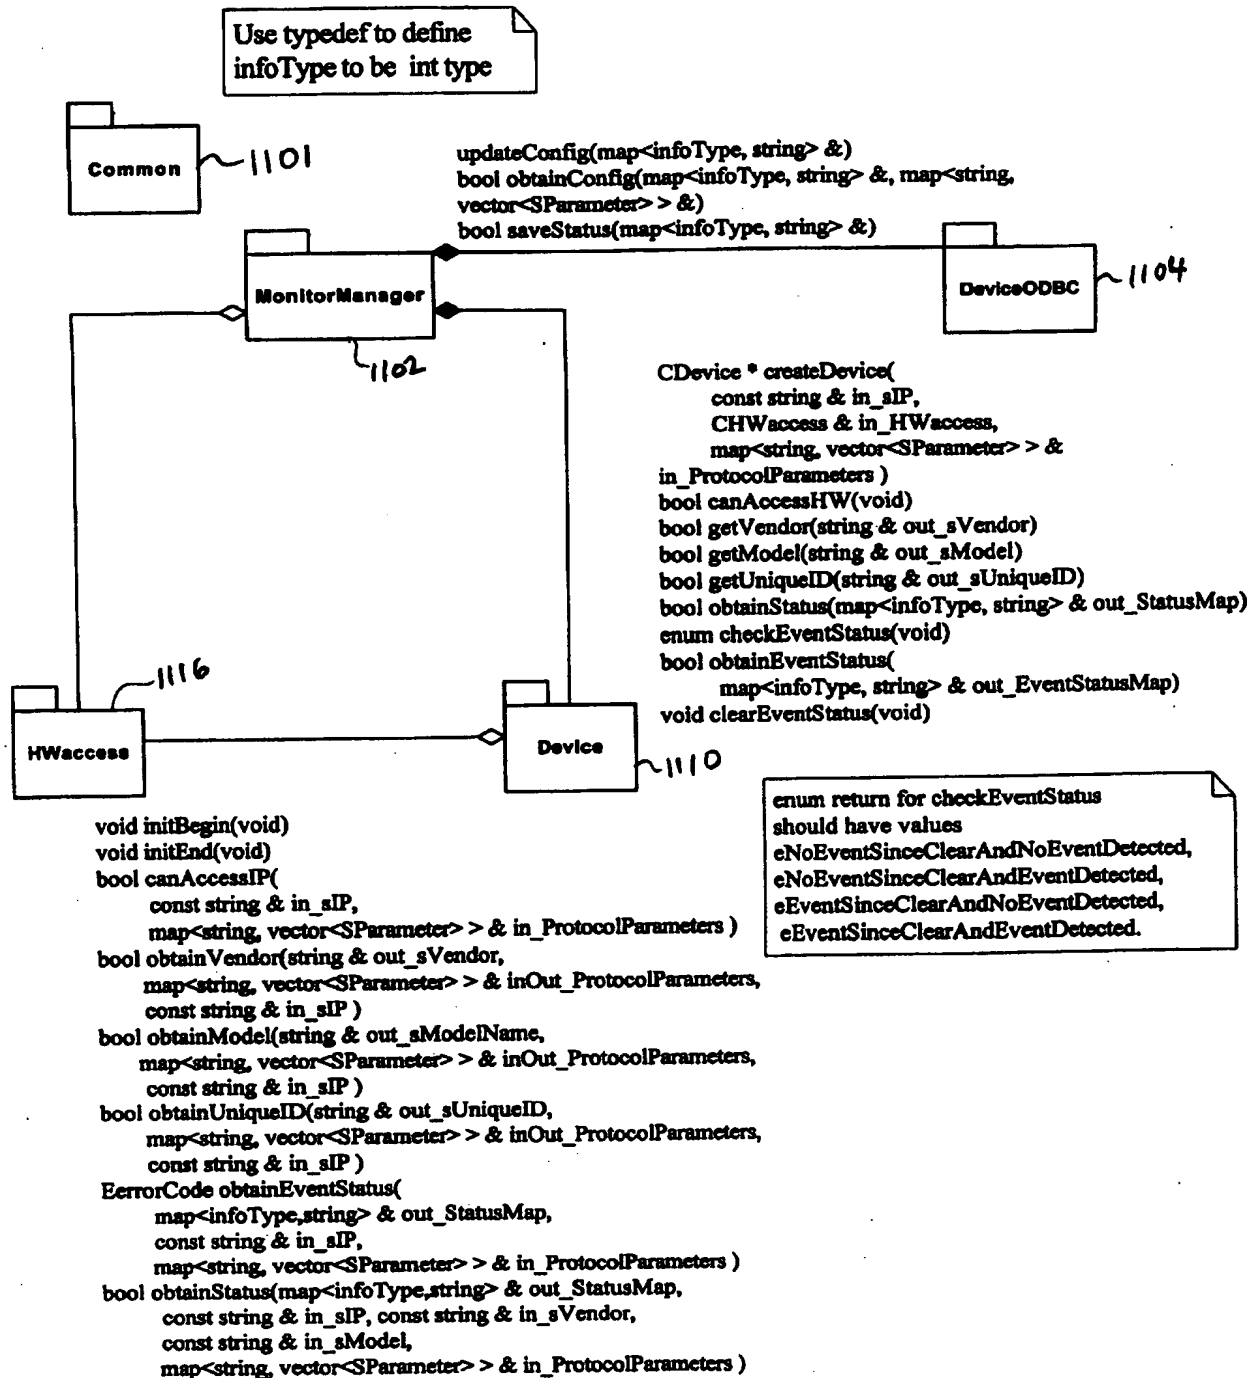 Use typedef to define
infoType to be int type
Common
1101
updateConfig(map<infoType, string> &)
bool obtainConfig(map<infoType, string> &, map<string,
vector<SParameter> > &)
bool saveStatus(map<infoType, string> &)
MonitorManager
1102
DeviceODBC
1104
CDevice * createDevice(
const string & in_sIP,
CHWaccess & in_HWaccess,
map<string, vector<SParameter> > &
in_ProtocolParameters )
bool canAccessHW(void)
bool getVendor(string & out_sVendor)
bool getModel(string & out_sModel)
bool getUniqueID(string & out_sUniqueID)
bool obtainStatus(map<infoType, string> & out_StatusMap)
enum checkEventStatus(void)
bool obtainEventStatus(
map<infoType, string> & out_EventStatusMap)
void clearEventStatus(void)
HWaccess
1116
Device
1110
enum return for checkEventStatus
should have values
eNoEventSinceClearAndNoEventDetected,
eNoEventSinceClearAndEventDetected,
eEventSinceClearAndNoEventDetected,
eEventSinceClearAndEventDetected.
void initBegin(void)
void initEnd(void)
bool canAccessIP(
const string & in_sIP,
map<string, vector<SParameter> > & in_ProtocolParameters )
bool obtainVendor(string & out_sVendor,
map<string, vector<SParameter> > & inOut_ProtocolParameters,
const string & in_sIP )
bool obtainModel(string & out_sModelName,
map<string, vector<SParameter> > & inOut_ProtocolParameters,
const string & in_sIP )
bool obtainUniqueID(string & out_sUniqueID,
map<string, vector<SParameter> > & inOut_ProtocolParameters,
const string & in_sIP )
EerrorCode obtainEventStatus(
map<infoType,string> & out_StatusMap,
const string & in_sIP,
map<string, vector<SParameter> > & in_ProtocolParameters )
bool obtainStatus(map<infoType,string> & out_StatusMap,
const string & in_sIP, const string & in_sVendor,
const string & in_sModel,
map<string, vector<SParameter> > & in_ProtocolParameters )